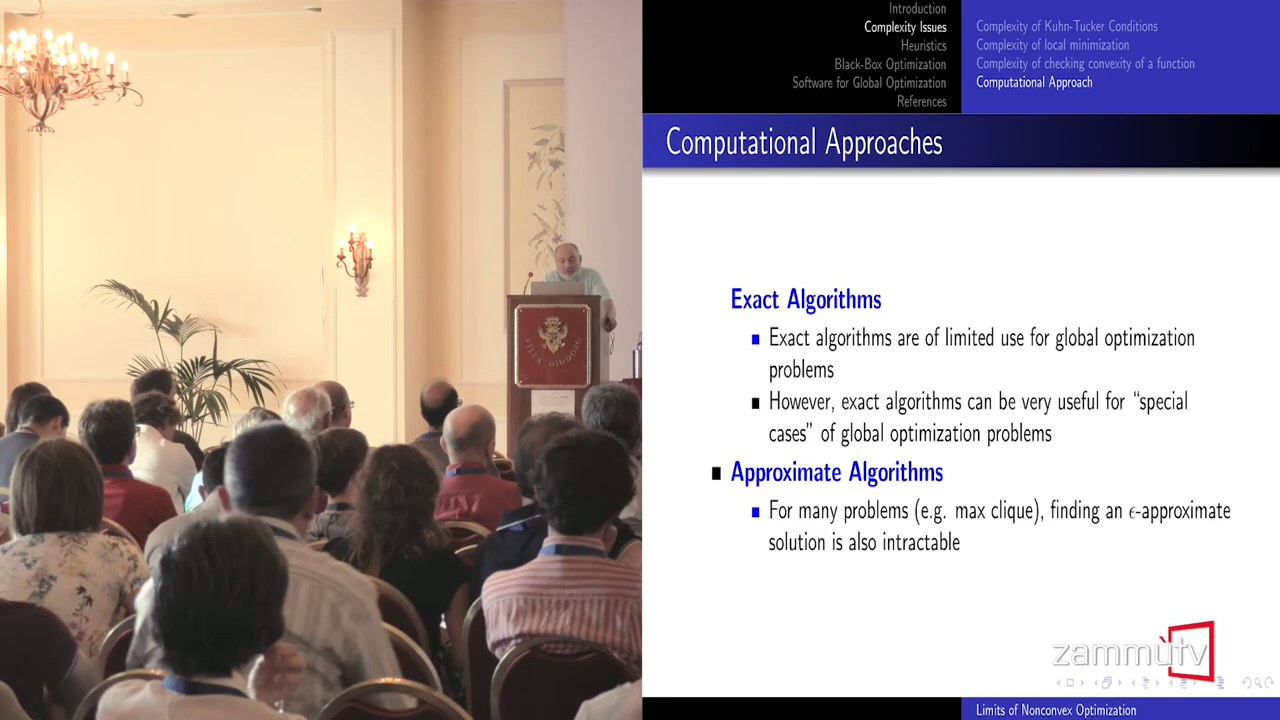 Introduction
Complexity Issues
Heuristics
Black-Box Optimization
Software for Global Optimization
References
Complexity of Kuhn-Tucker Conditions
Complexity of local minimization
Complexity of checking convexity of a function
Computational Approach
Computational Approaches
Exact Algorithms
Exact algorithms are of limited use for global optimization
problems
However, exact algorithms can be very useful for “special
cases” of global optimization problems
Approximate Algorithms
For many problems (e.g. max clique), finding an ϵ-approximate
solution is also intractable
zammùtv
Limits of Nonconvex Optimization
VILLA DIODORO